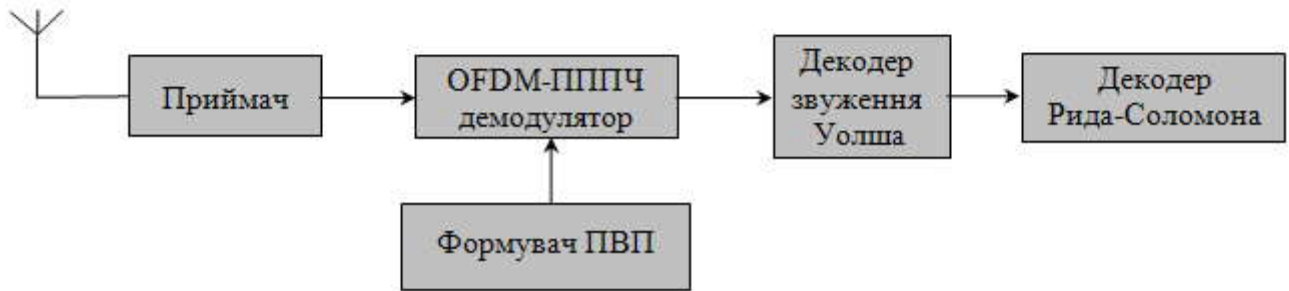 Приймач
OFDM-ПППЧ
демодулятор
Декодер
звуження
Уолша
Декодер
Рида-Соломона
Формувач ПВП